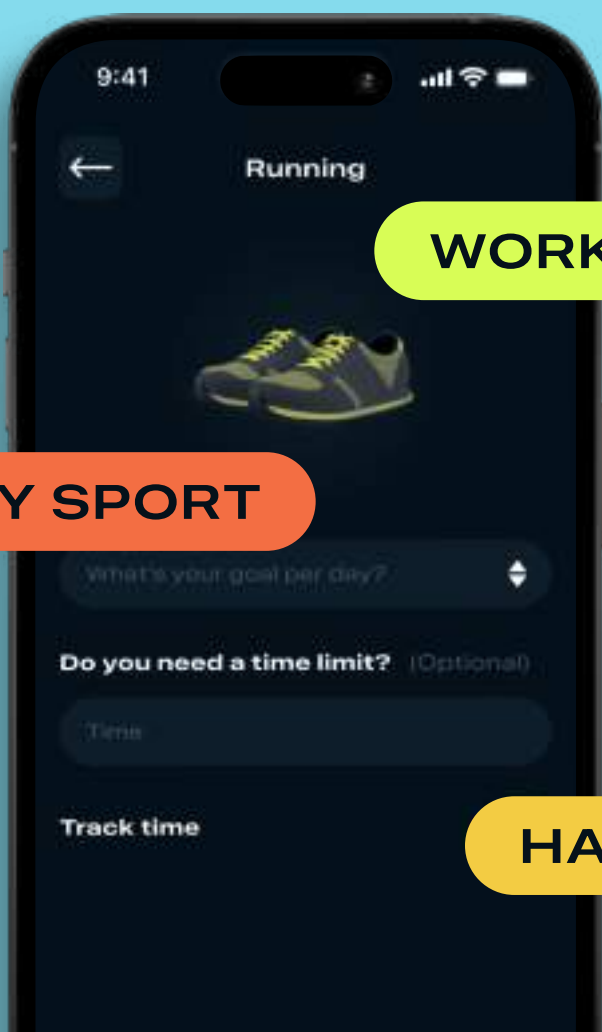 9:41
Running
WORK
Y SPORT
What's your goal per day?
Do you need a time limit? (Optional)
Time
Track time
HA